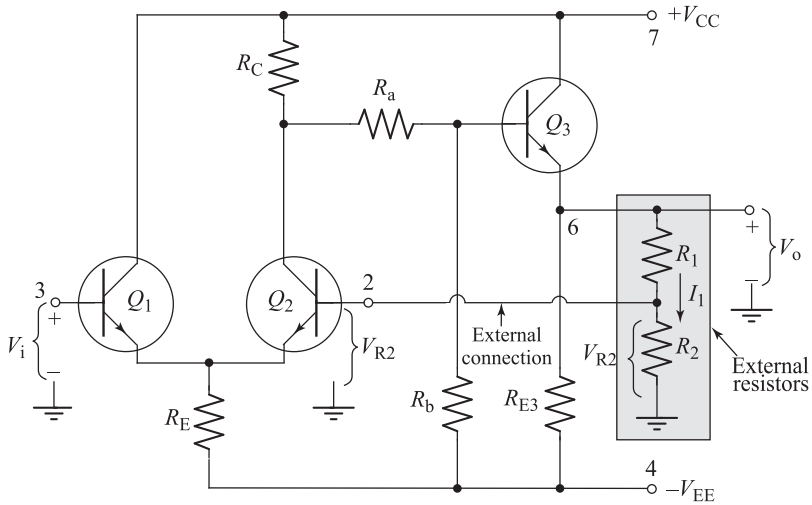 +V_CC
7
R_C
R_a
Q_3
6
R_1
+
V_o
–
I_1
3
+
V_i
–
Q_1
Q_2
2
V_R2
External
connection
V_R2
R_2
External
resistors
R_E
R_b
R_E3
4
–V_EE